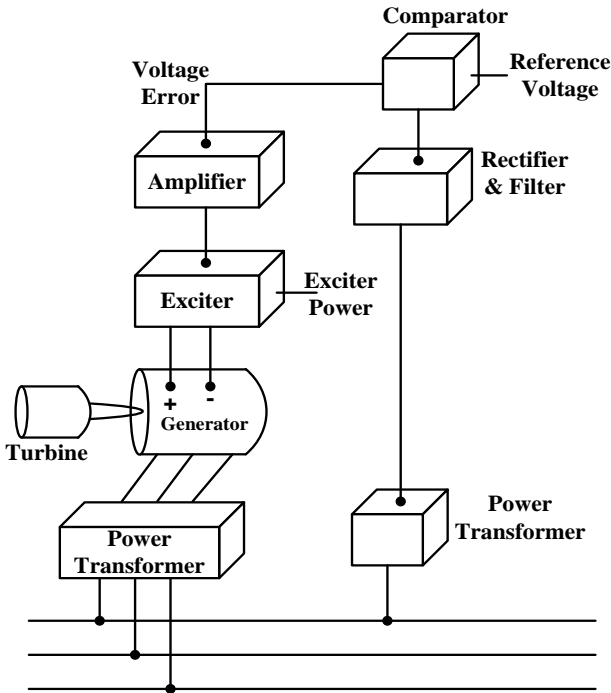 Comparator
Reference
Voltage
Voltage
Error
Rectifier
& Filter
Amplifier
Exciter
Power
Exciter
+ -
Generator
Turbine
Power
Transformer
Power
Transformer